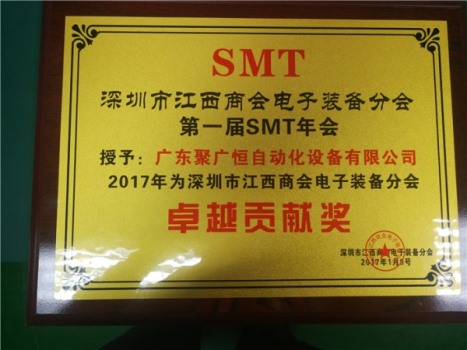 SMT
深圳市江西商会电子装备分会
第一届SMT年会
授予：广东聚广恒自动化设备有限公司
2017年为深圳市江西商会电子装备分会
卓越贡献奖
深圳市江西商会电子装备分会